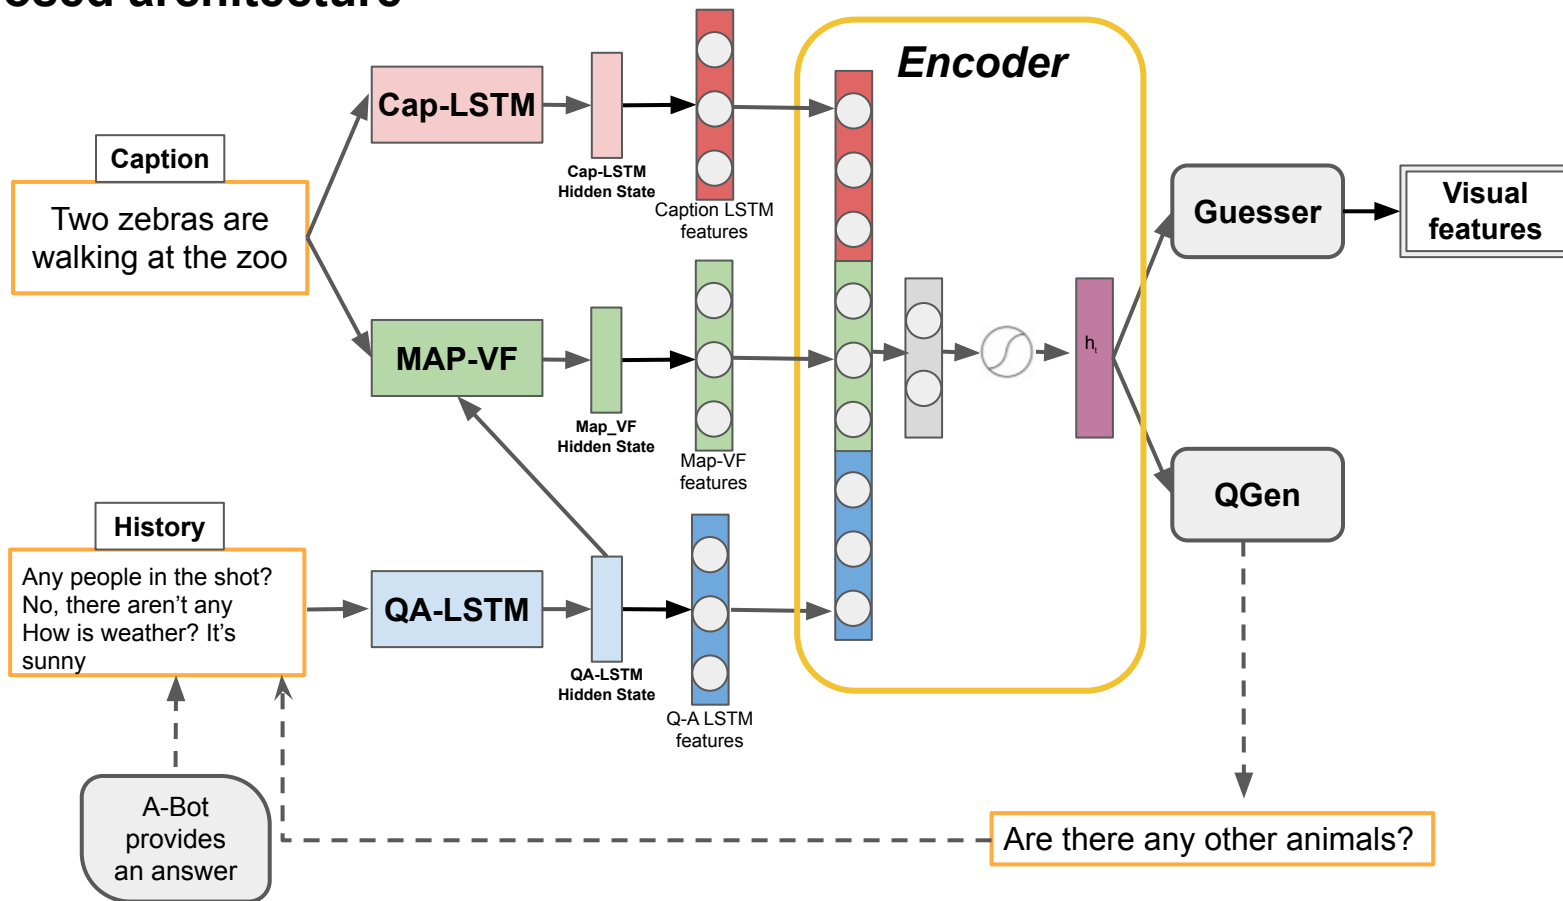 osed architecture
Encoder
Cap-LSTM
Caption
Two zebras are
walking at the zoo
Cap-LSTM
Hidden State
Caption LSTM
features
Guesser
Visual
features
MAP-VF
Map_VF
Hidden State
Map-VF
features
h_t
QGen
History
Any people in the shot?
No, there aren't any
How is weather? It's
sunny
QA-LSTM
QA-LSTM
Hidden State
Q-A LSTM
features
A-Bot
provides
an answer
Are there any other animals?